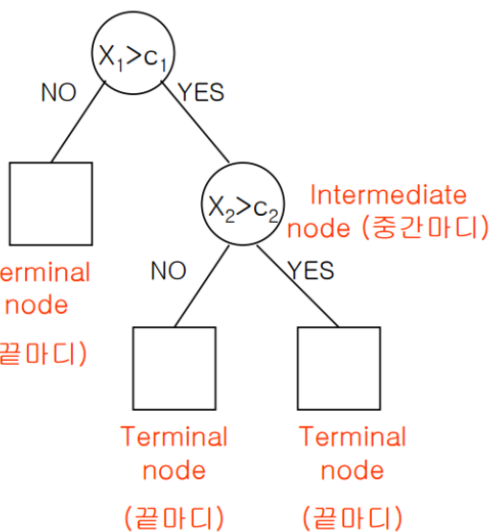 X₁>c₁
NO
YES
X₂>c₂
Intermediate
node (중간마디)
erminal
node
끝마디)
NO
YES
Terminal
node
(끝마디)
Terminal
node
(끝마디)